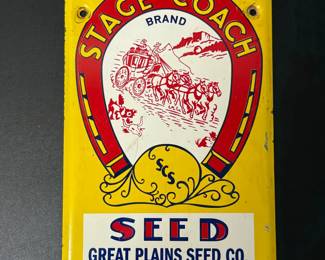 STAGE COACH
BRAND
SCS
SEED
GREAT PLAINS SEED CO.